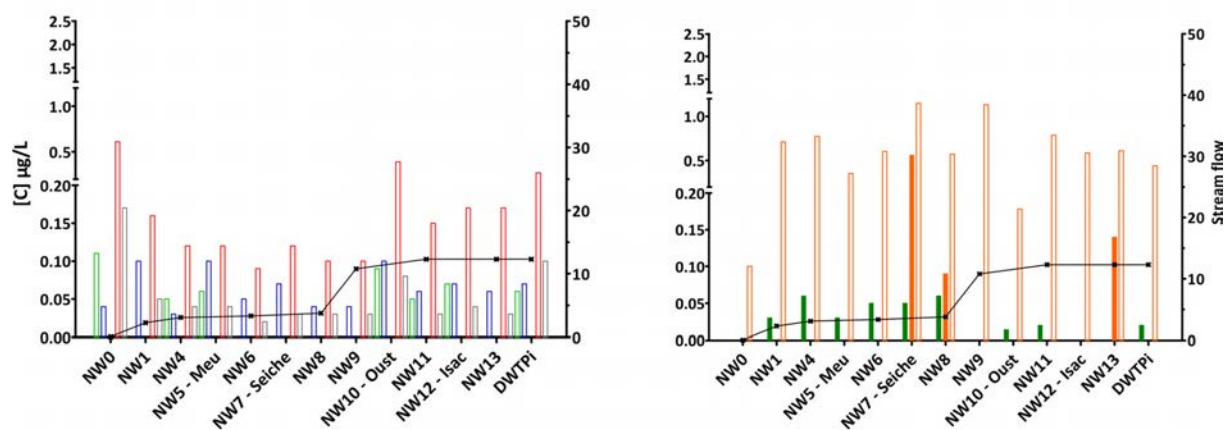 2.5
2.0
1.5
1.0
0.5
0.20
0.15
0.10
0.05
0.00
[C] µg/L
50
40
30
20
10
0
NW0
NW1
NW4
NW5 - Meu
NW6
NW7 - Seiche
NW8
NW9
NW10 - Oust
NW11
NW12 - Isac
NW13
DWTPi
2.5
2.0
1.5
1.0
0.5
0.20
0.15
0.10
0.05
0.00
50
40
30
20
10
0
Stream flow
NW0
NW1
NW4
NW5 - Meu
NW6
NW7 - Seiche
NW8
NW9
NW10 - Oust
NW11
NW12 - Isac
NW13
DWTPi